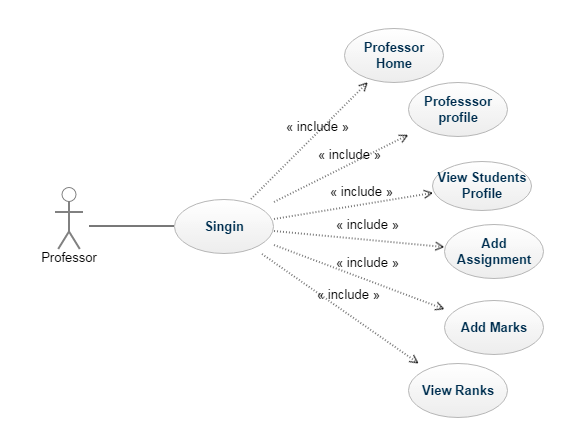 Professor
Home
« include »
Professsor
profile
« include »
View Students
Profile
« include »
Singin
« include »
Add
Assignment
Professor
« include »
Add Marks
« include »
View Ranks